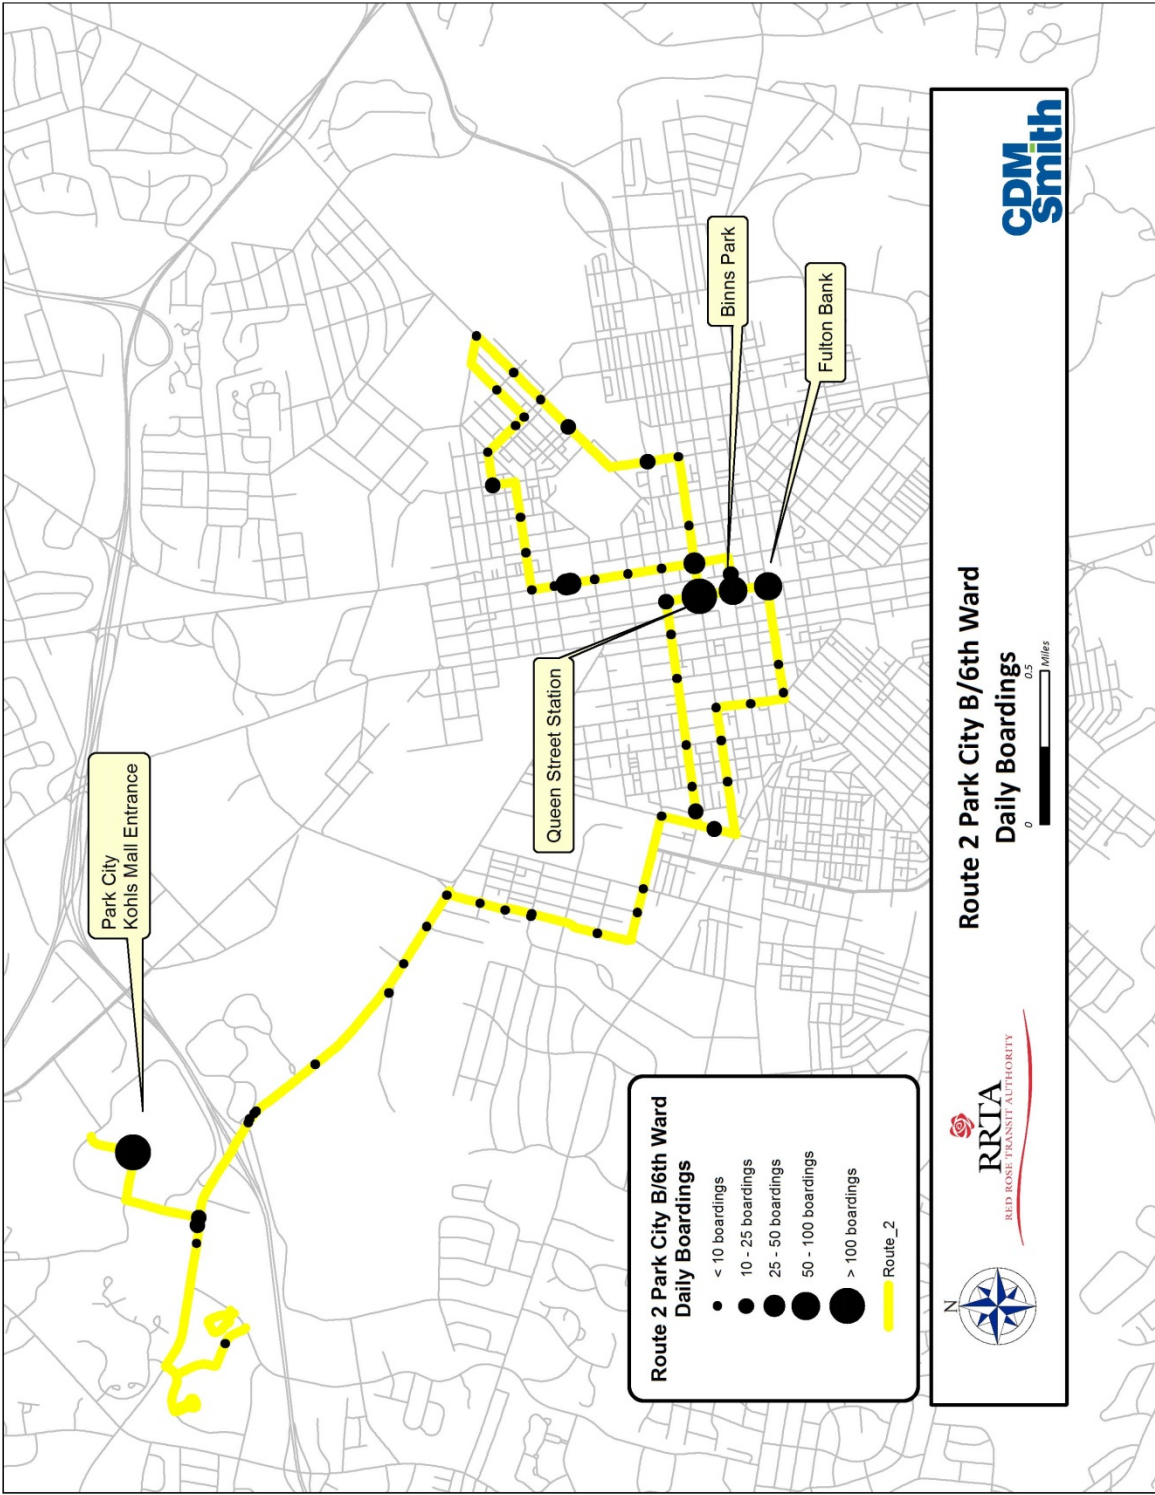 Park City
Kohls Mall Entrance
Queen Street Station
Binns Park
Fulton Bank
Route 2 Park City B/6th Ward
Daily Boardings
< 10 boardings
10 - 25 boardings
25 - 50 boardings
50 - 100 boardings
> 100 boardings
Route_2
N
RRTA
RED ROSE TRANSIT AUTHORITY
Route 2 Park City B/6th Ward
Daily Boardings
0 0.5
Miles
CDM
Smith